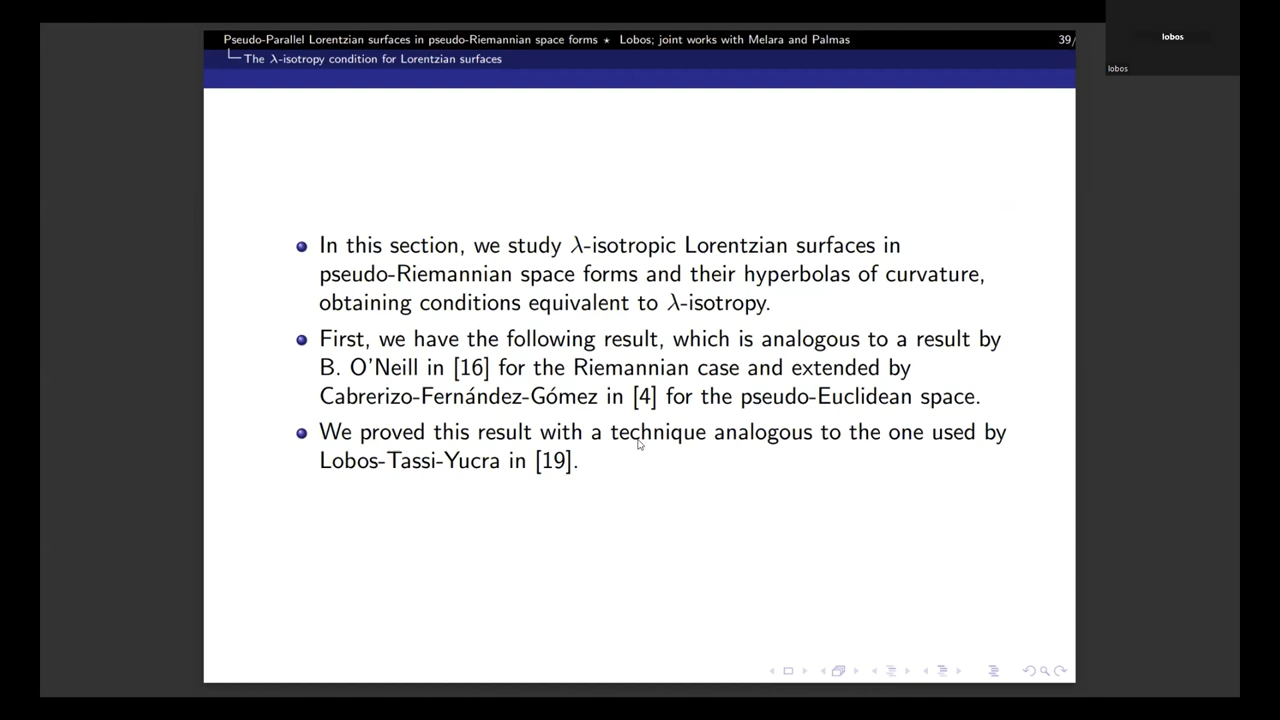 Pseudo-Parallel Lorentzian surfaces in pseudo-Riemannian space forms ⋆ Lobos; joint works with Melara and Palmas 39/
The λ-isotropy condition for Lorentzian surfaces
lobos
lobos
In this section, we study λ-isotropic Lorentzian surfaces in
pseudo-Riemannian space forms and their hyperbolas of curvature,
obtaining conditions equivalent to λ-isotropy.
First, we have the following result, which is analogous to a result by
B. O'Neill in [16] for the Riemannian case and extended by
Cabrerizo-Fernández-Gómez in [4] for the pseudo-Euclidean space.
We proved this result with a technique analogous to the one used by
Lobos-Tassi-Yucra in [19].